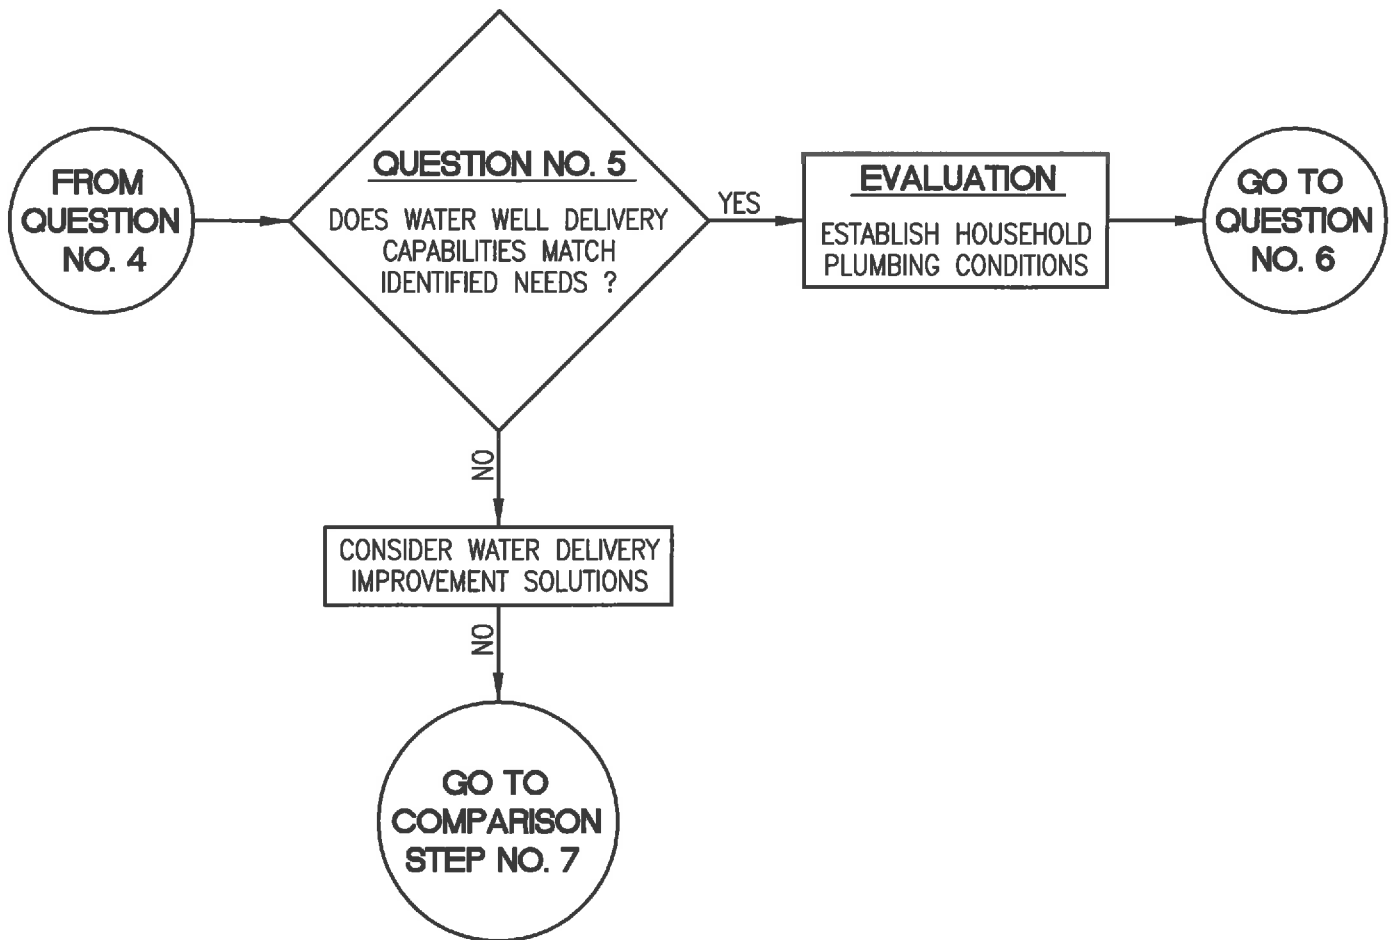 FROM
QUESTION
NO. 4
QUESTION NO. 5
DOES WATER WELL DELIVERY
CAPABILITIES MATCH
IDENTIFIED NEEDS ?
YES
EVALUATION
ESTABLISH HOUSEHOLD
PLUMBING CONDITIONS
GO TO
QUESTION
NO. 6
NO
CONSIDER WATER DELIVERY
IMPROVEMENT SOLUTIONS
NO
GO TO
COMPARISON
STEP NO. 7